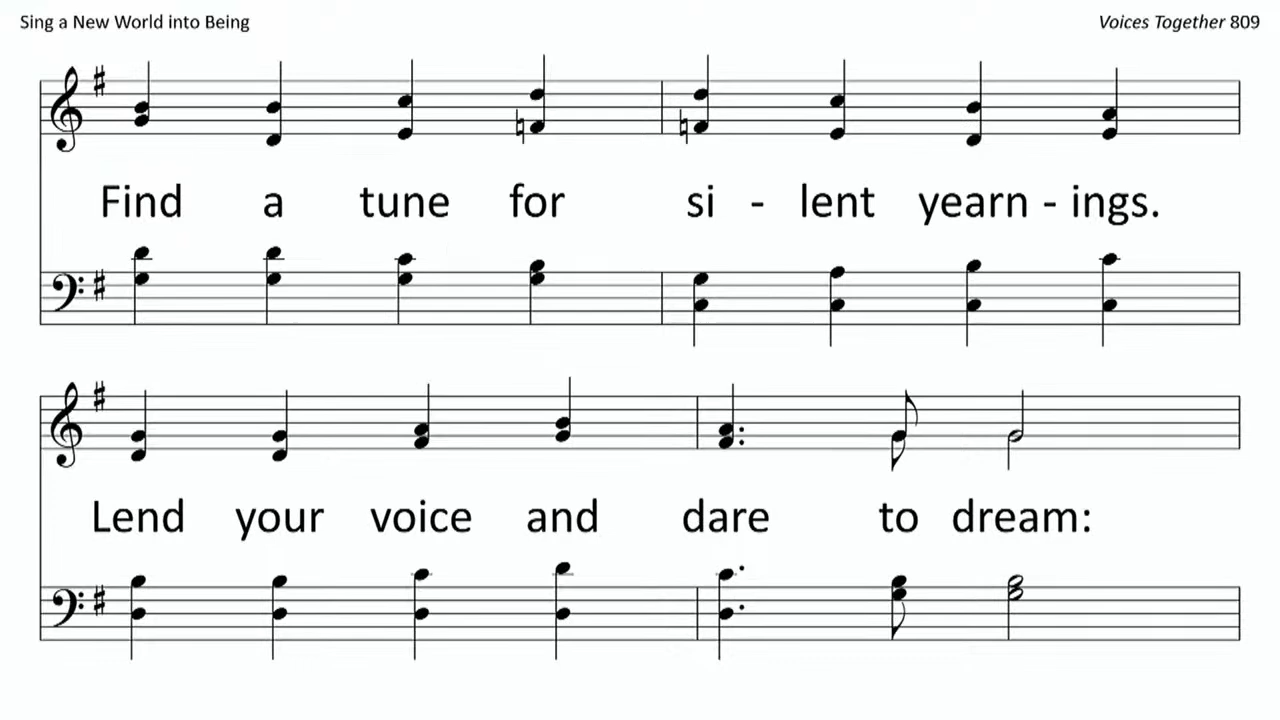 Sing a New World into Being
Voices Together 809
Find a tune for si - lent yearn - ings.
Lend your voice and dare to dream: